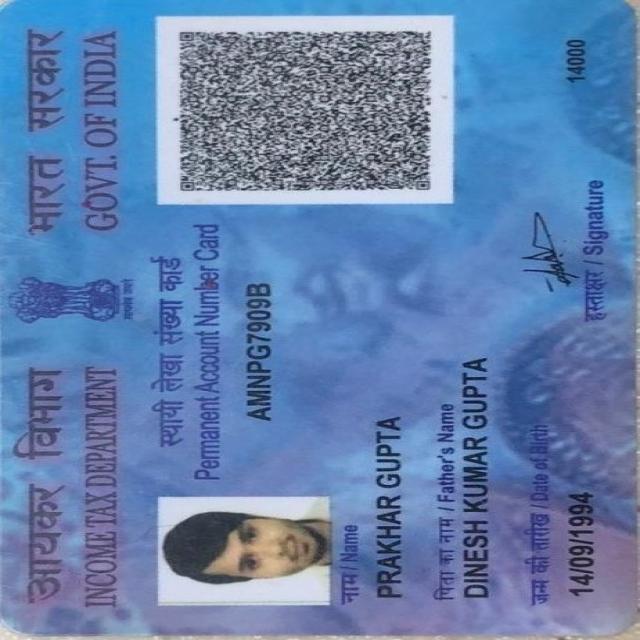 आयकर विभाग
INCOME TAX DEPARTMENT
भारत सरकार
GOVT. OF INDIA
सत्यमेव जयते
स्थायी लेखा संख्या कार्ड
Permanent Account Number Card
AMNPG7909B
नाम / Name
PRAKHAR GUPTA
पिता का नाम / Father's Name
DINESH KUMAR GUPTA
जन्म की तारीख / Date of Birth
14/09/1994
हस्ताक्षर / Signature
14000